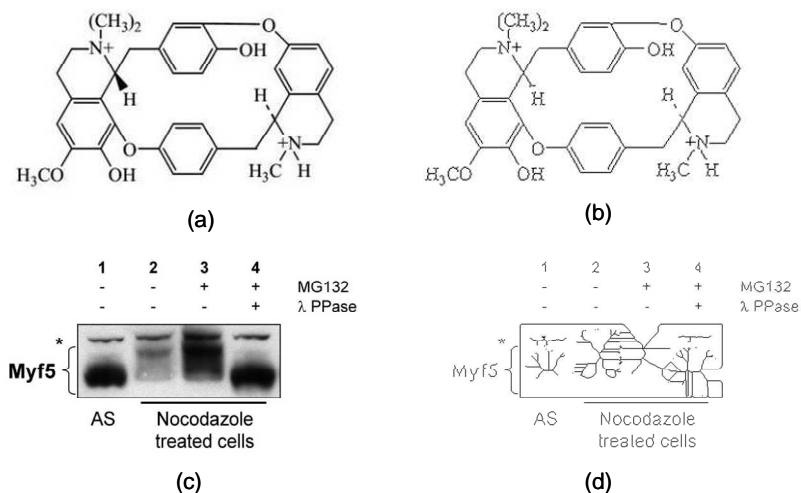 (CH₃)₂ O (CH₃)₂ O
N+ OH O N+ OH O
H H H H
H₃CO OH O +N H H₃CO OH O +N H
H₃C H₃C
(a) (b)
1 2 3 4 1 2 3 4
- - + + MG132 - - + + MG132
- - - + λ PPase - - - + λ PPase
* *
Myf5 Myf5
AS Nocodazole AS Nocodazole
treated cells treated cells
(c) (d)